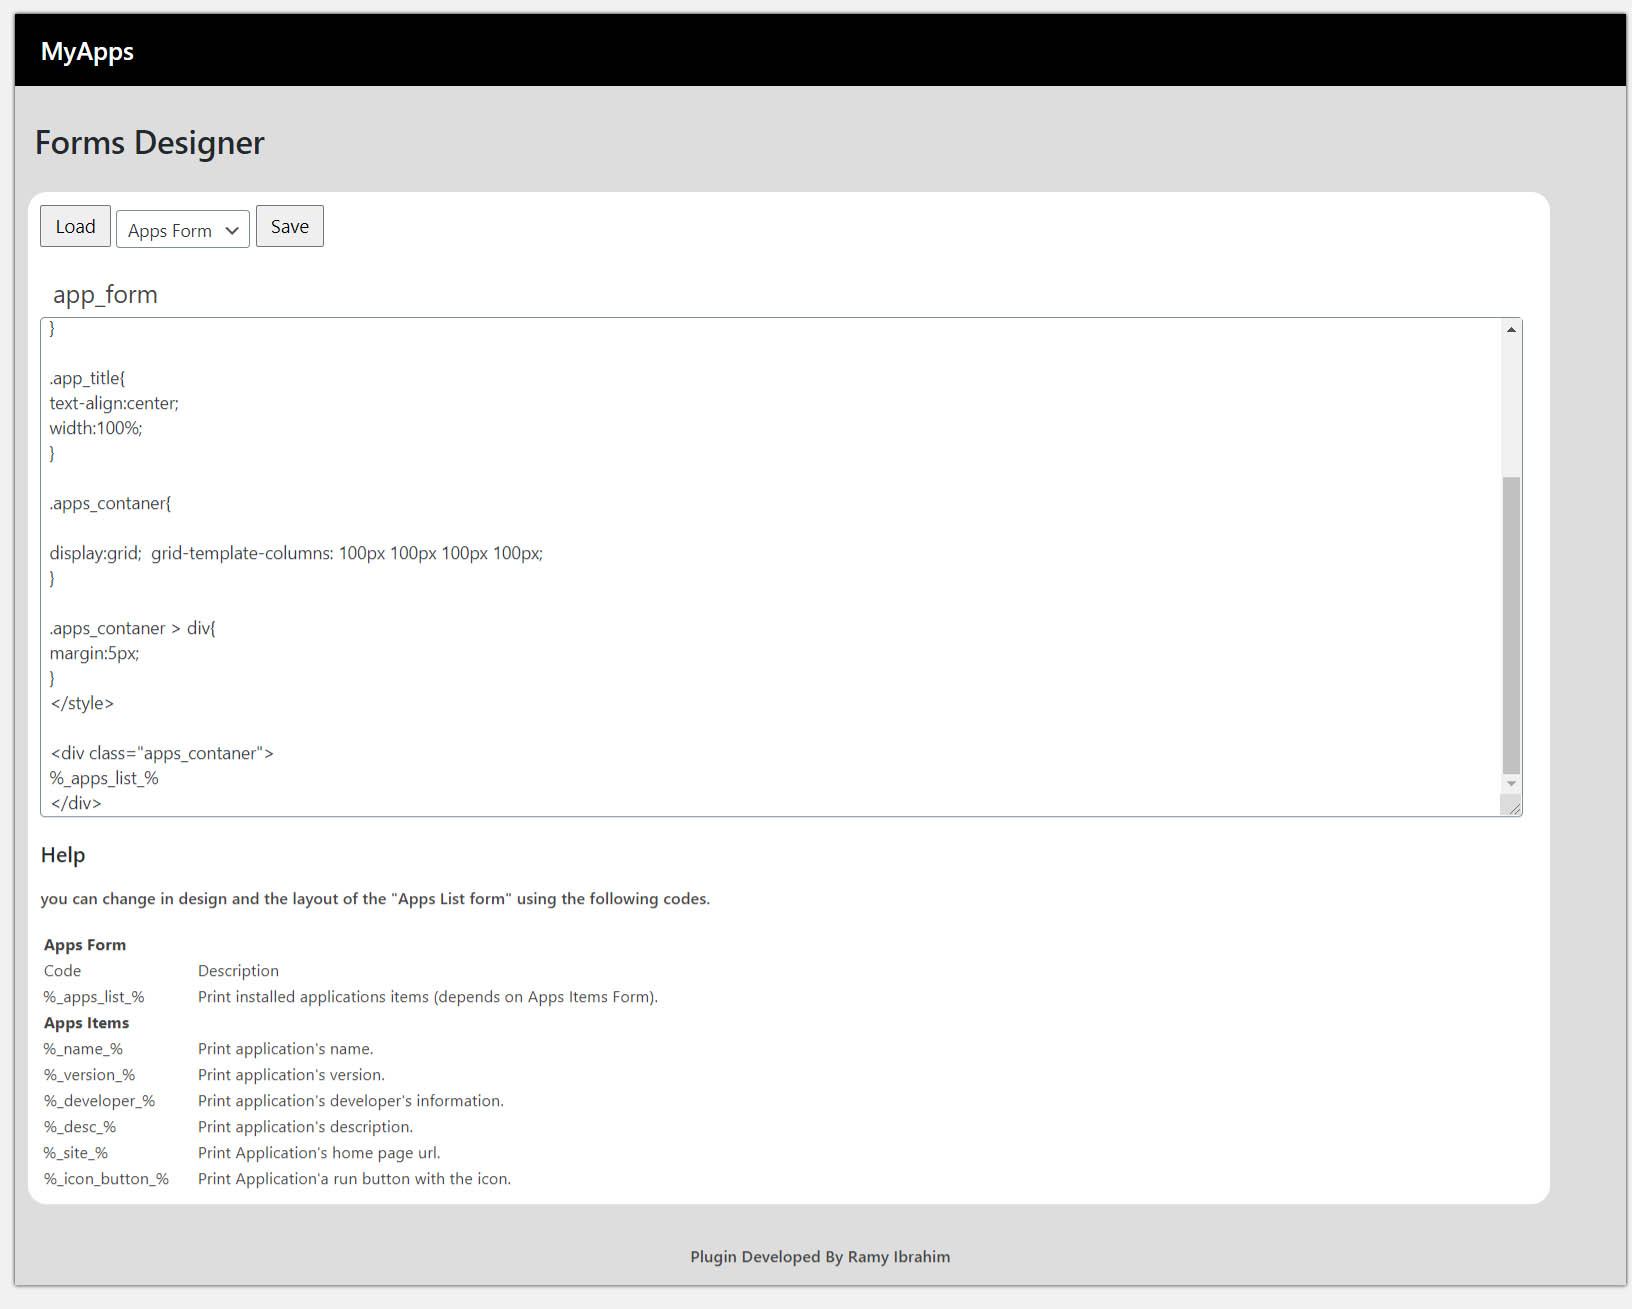 MyApps
Forms Designer
Load Apps Form Save
app_form
}
.app_title{
text-align:center;
width:100%;
}
.apps_contaner{
display:grid;  grid-template-columns: 100px 100px 100px 100px;
}
.apps_contaner > div{
margin:5px;
}
</style>
<div class="apps_contaner">
%_apps_list_%
</div>
Help
you can change in design and the layout of the "Apps List form" using the following codes.
Apps Form
Code Description
%_apps_list_% Print installed applications items (depends on Apps Items Form).
Apps Items
%_name_% Print application's name.
%_version_% Print application's version.
%_developer_% Print application's developer's information.
%_desc_% Print application's description.
%_site_% Print Application's home page url.
%_icon_button_% Print Application'a run button with the icon.
Plugin Developed By Ramy Ibrahim